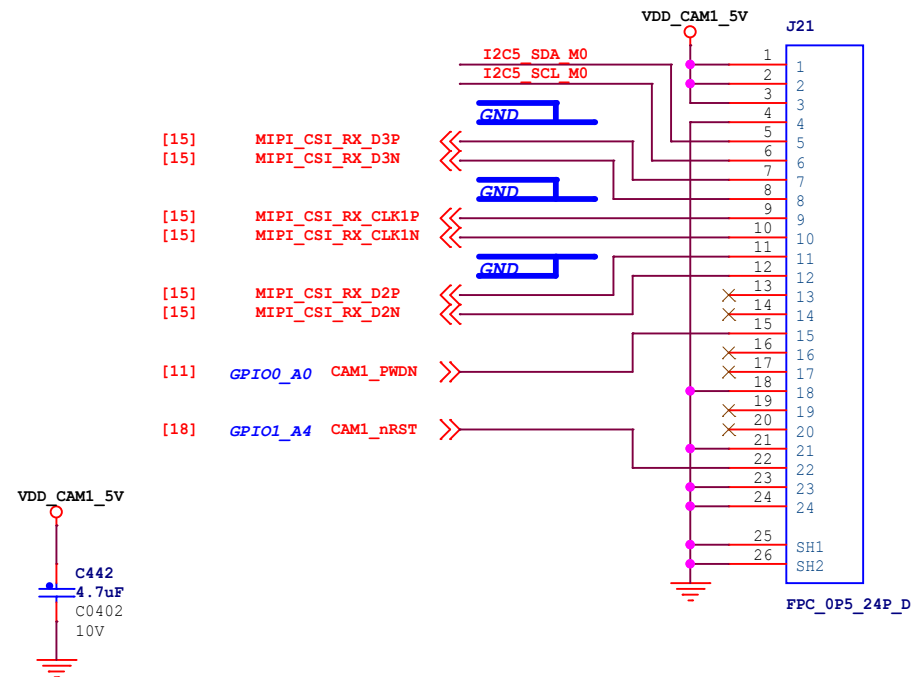 VDD_CAM1_5V
J21
I2C5_SDA_M0
I2C5_SCL_M0
GND
[15] MIPI_CSI_RX_D3P
[15] MIPI_CSI_RX_D3N
GND
[15] MIPI_CSI_RX_CLK1P
[15] MIPI_CSI_RX_CLK1N
GND
[15] MIPI_CSI_RX_D2P
[15] MIPI_CSI_RX_D2N
[11] GPIO0_A0 CAM1_PWDN
[18] GPIO1_A4 CAM1_nRST
1 1
2 2
3 3
4 4
5 5
6 6
7 7
8 8
9 9
10 10
11 11
12 12
13 13
14 14
15 15
16 16
17 17
18 18
19 19
20 20
21 21
22 22
23 23
24 24
25 SH1
26 SH2
FPC_0P5_24P_D
VDD_CAM1_5V
C442
4.7uF
C0402
10V